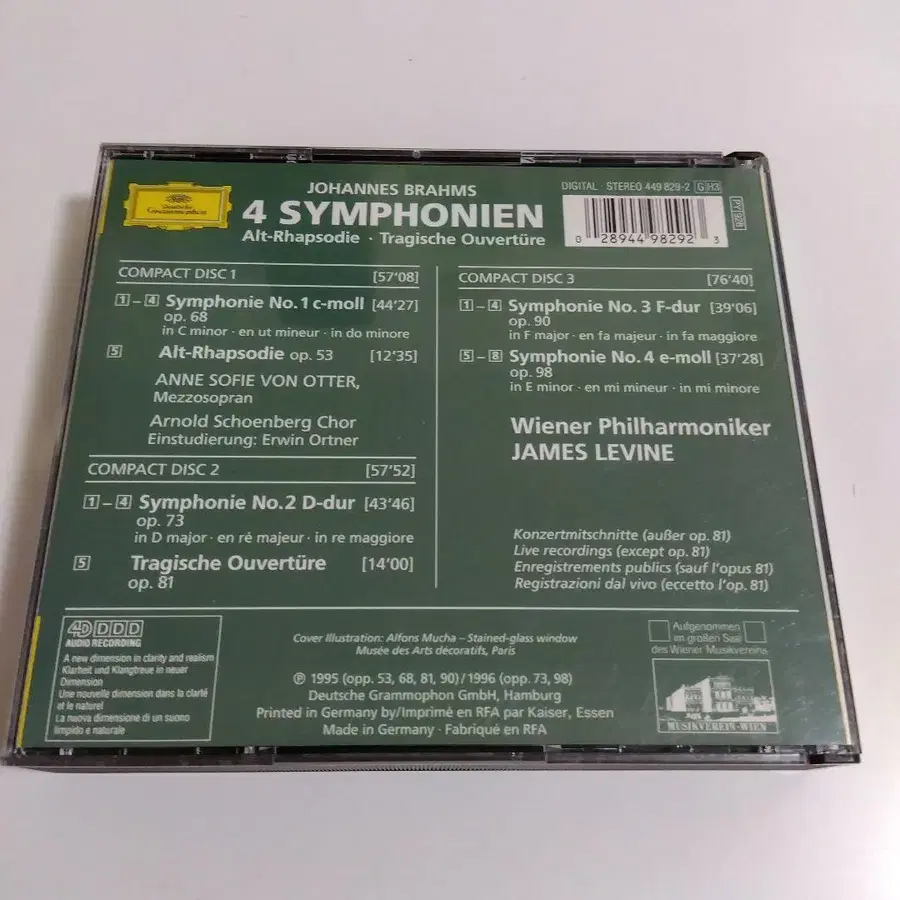 Deutsche
Grammophon
JOHANNES BRAHMS
4 SYMPHONIEN
Alt-Rhapsodie · Tragische Ouvertüre
DIGITAL STEREO 449 829-2 G H3
0 28944 98292 3
PY 928
COMPACT DISC 1 [57'08]
1 – 4 Symphonie No. 1 c-moll [44'27]
op. 68
in C minor · en ut mineur · in do minore
5 Alt-Rhapsodie op. 53 [12'35]
ANNE SOFIE VON OTTER,
Mezzosopran
Arnold Schoenberg Chor
Einstudierung: Erwin Ortner
COMPACT DISC 2 [57'52]
1 – 4 Symphonie No. 2 D-dur [43'46]
op. 73
in D major · en ré majeur · in re maggiore
5 Tragische Ouvertüre [14'00]
op. 81
COMPACT DISC 3 [76'40]
1 – 4 Symphonie No. 3 F-dur [39'06]
op. 90
in F major · en fa majeur · in fa maggiore
5 – 8 Symphonie No. 4 e-moll [37'28]
op. 98
in E minor · en mi mineur · in mi minore
Wiener Philharmoniker
JAMES LEVINE
Konzertmitschnitte (außer op. 81)
Live recordings (except op. 81)
Enregistrements publics (sauf l'opus 81)
Registrazioni dal vivo (eccetto l'op. 81)
4D DDD
AUDIO RECORDING
A new dimension in clarity and realism
Klarheit und Klangtreue in neuer
Dimension
Une nouvelle dimension dans la clarté
et le naturel
La nuova dimensione di un suono
limpido e naturale
Cover Illustration: Alfons Mucha – Stained-glass window
Musée des Arts décoratifs, Paris
℗ 1995 (opp. 53, 68, 81, 90) / 1996 (opp. 73, 98)
Deutsche Grammophon GmbH, Hamburg
Printed in Germany by/Imprimé en RFA par Kaiser, Essen
Made in Germany · Fabriqué en RFA
Aufgenommen
im großen Saal
des Wiener Musikvereins
MUSIKVEREIN-WIEN